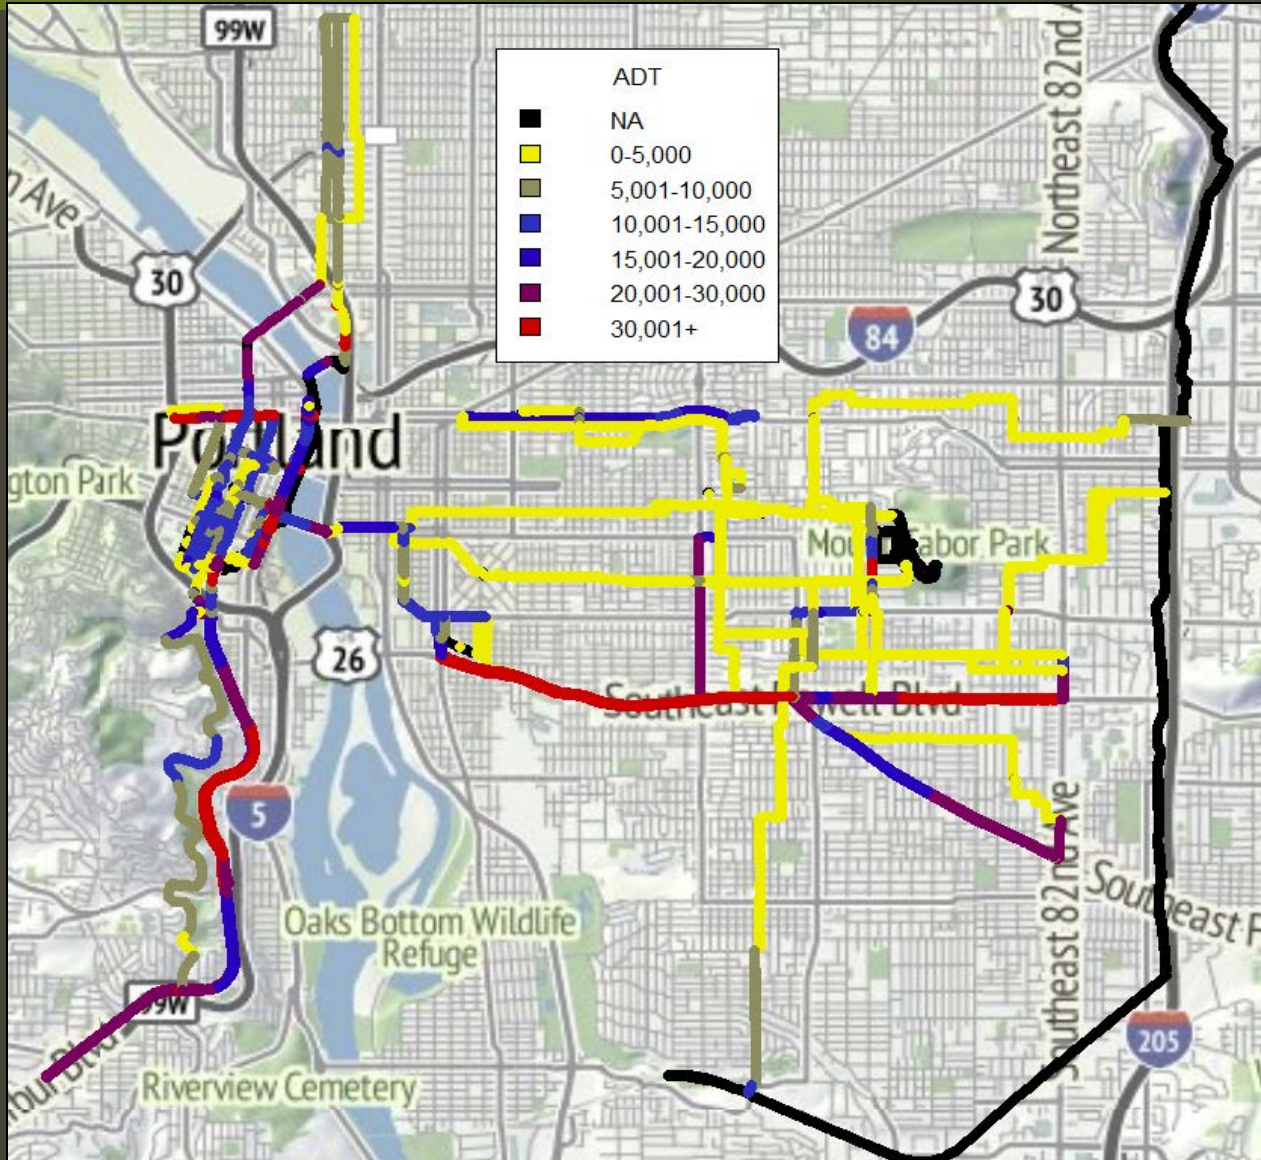 99W
Northeast 82nd A
ADT
NA
0-5,000
5,001-10,000
10,001-15,000
15,001-20,000
20,001-30,000
30,001+
n Ave
30
30
84
Portland
gton Park
Mount Tabor Park
26
Southeast Powell Blvd
5
Southeast 82nd Ave
Southeast F
Oaks Bottom Wildlife
Refuge
99W
205
Riverview Cemetery